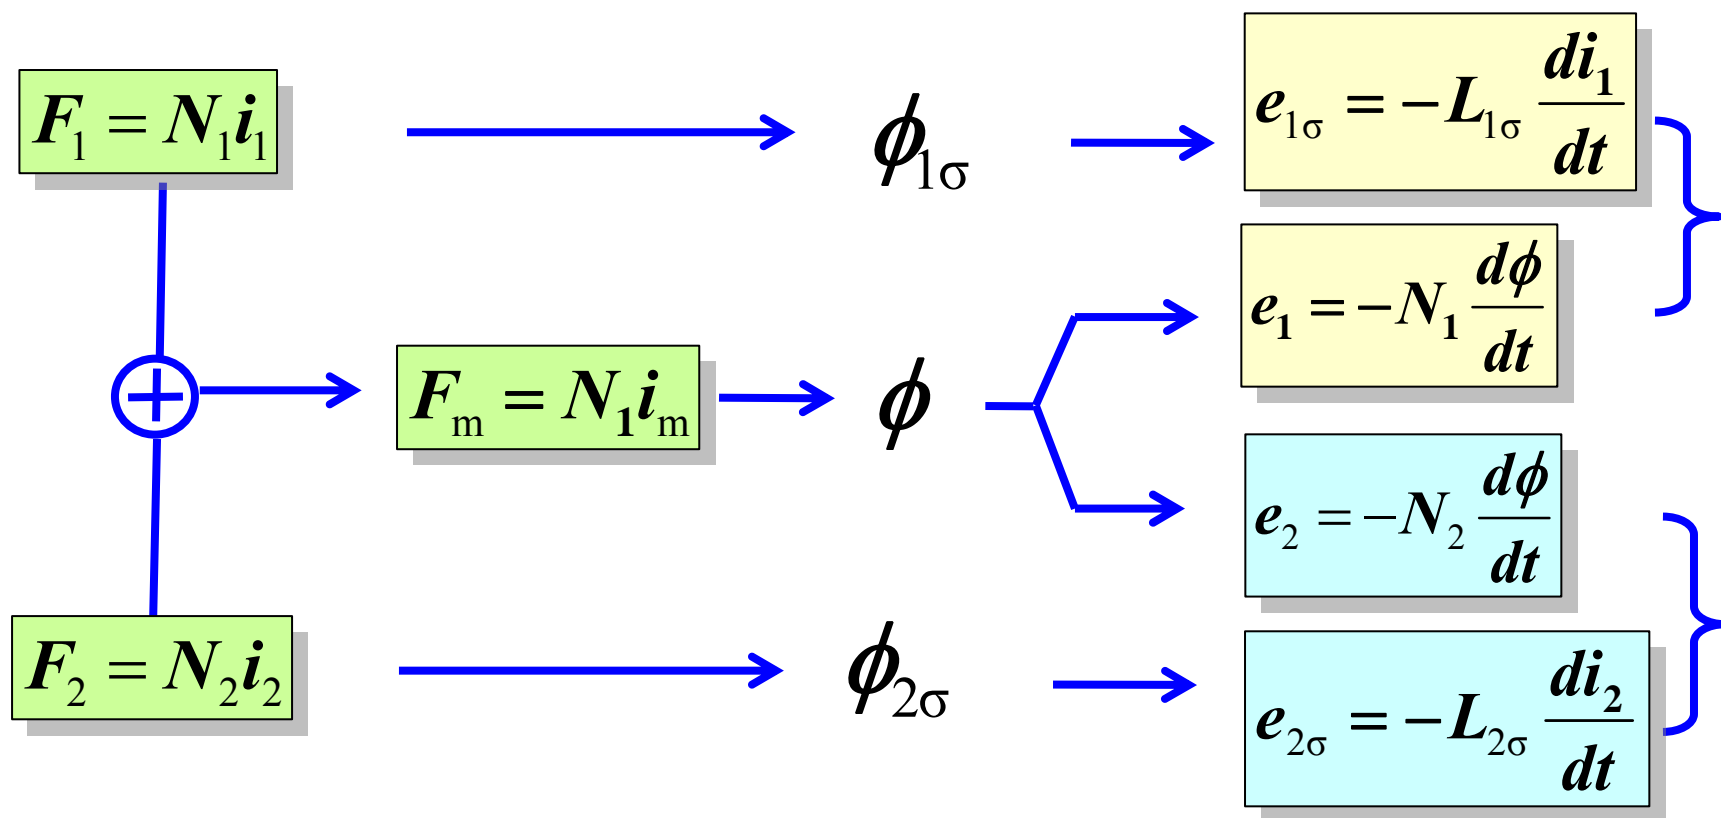 F₁ = N₁i₁
ϕ₁σ
e₁σ = −L₁σ di₁/dt
e₁ = −N₁ dϕ/dt
Fₘ = N₁iₘ
ϕ
e₂ = −N₂ dϕ/dt
F₂ = N₂i₂
ϕ₂σ
e₂σ = −L₂σ di₂/dt